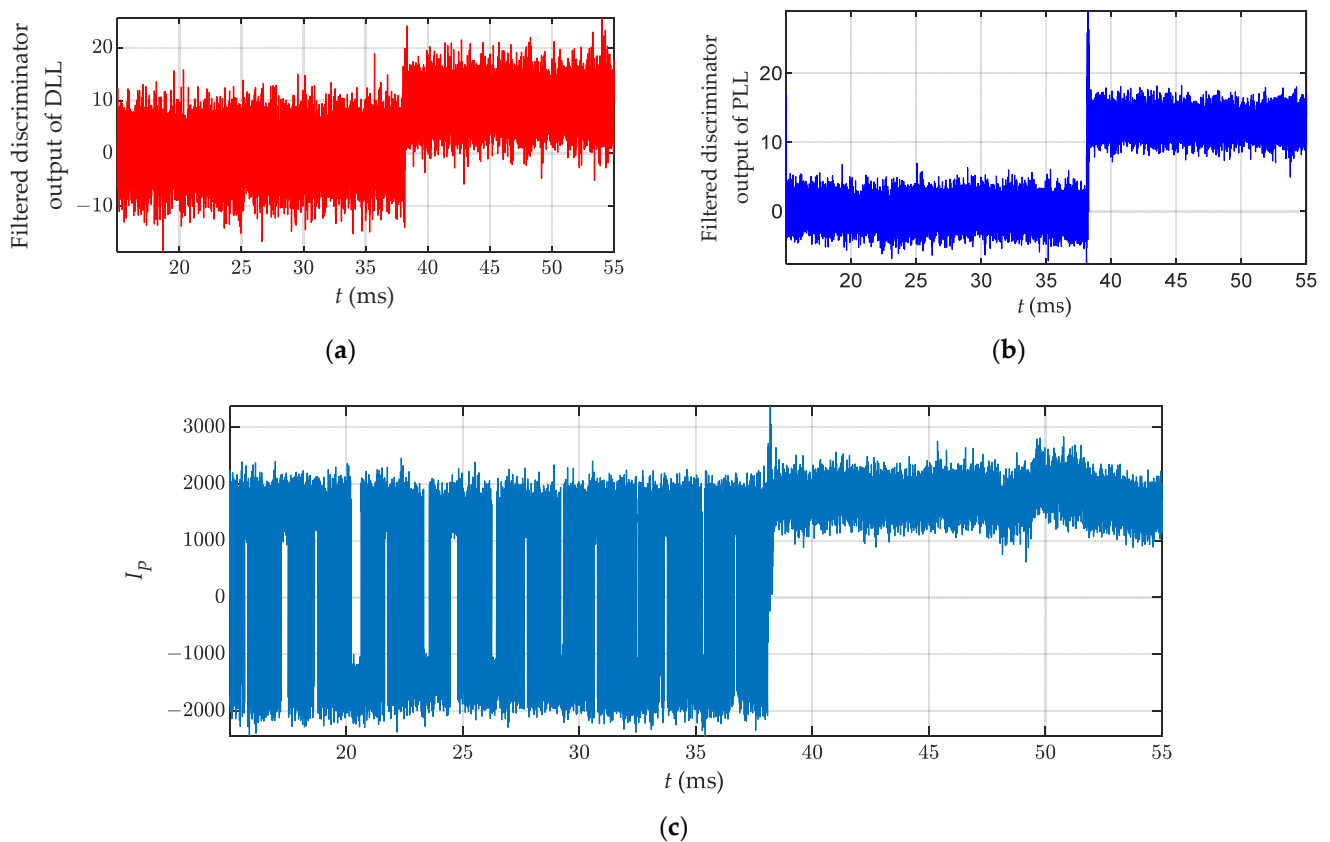 Filtered discriminator
output of DLL
20
10
0
−10
20 25 30 35 40 45 50 55
t (ms)
(a)
Filtered discriminator
output of PLL
20
10
0
20 25 30 35 40 45 50 55
t (ms)
(b)
I_P
3000
2000
1000
0
−1000
−2000
20 25 30 35 40 45 50 55
t (ms)
(c)